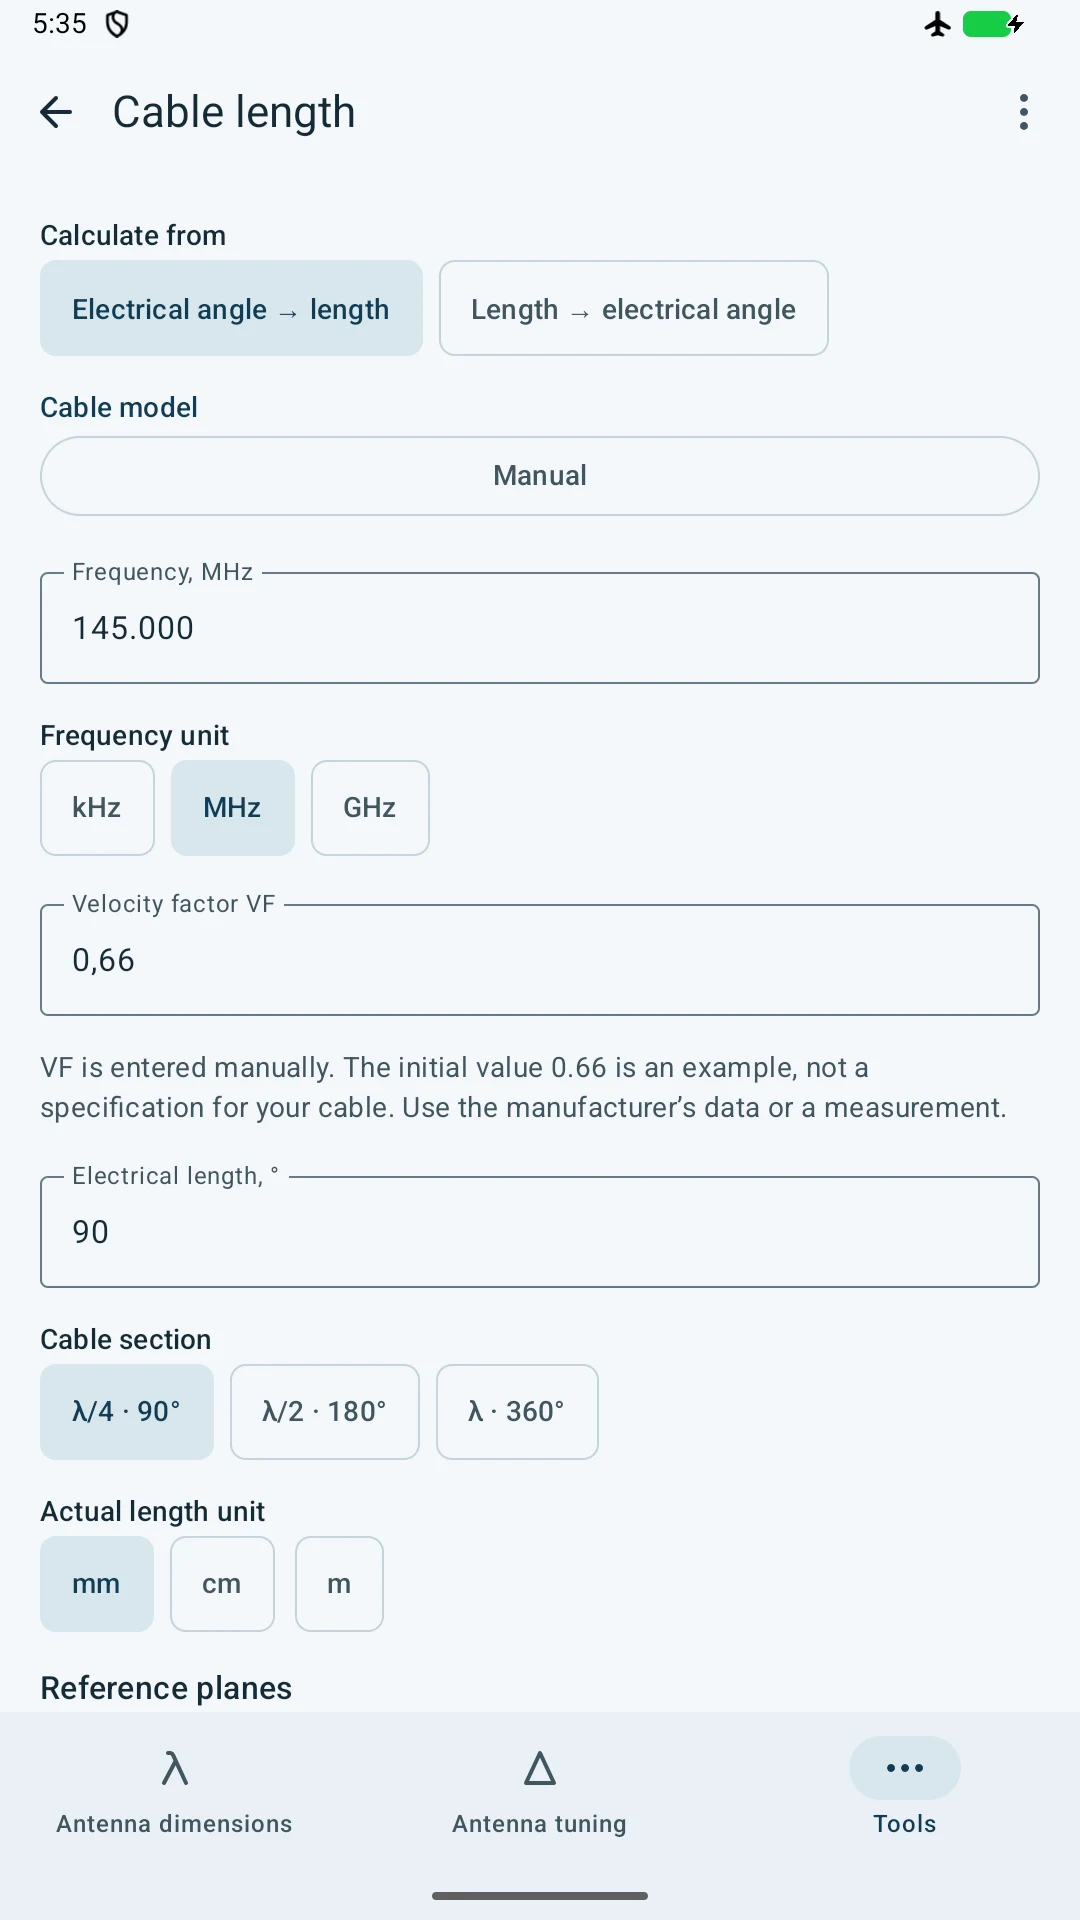 5:35
Cable length
Calculate from
Electrical angle → length
Length → electrical angle
Cable model
Manual
Frequency, MHz
145.000
Frequency unit
kHz
MHz
GHz
Velocity factor VF
0,66
VF is entered manually. The initial value 0.66 is an example, not a
specification for your cable. Use the manufacturer’s data or a measurement.
Electrical length, °
90
Cable section
λ/4 · 90°
λ/2 · 180°
λ · 360°
Actual length unit
mm
cm
m
Reference planes
λ
Δ
Antenna dimensions
Antenna tuning
Tools